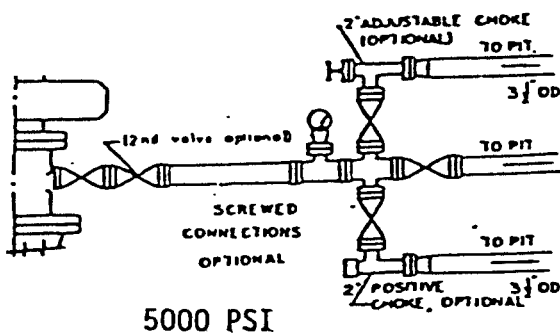 2" ADJUSTABLE CHOKE
(OPTIONAL)
TO PIT
3½" OD
(2nd valve optional)
TO PIT
SCREWED
CONNECTIONS
OPTIONAL
TO PIT
2" POSITIVE
CHOKE, OPTIONAL
3½" OD
5000 PSI